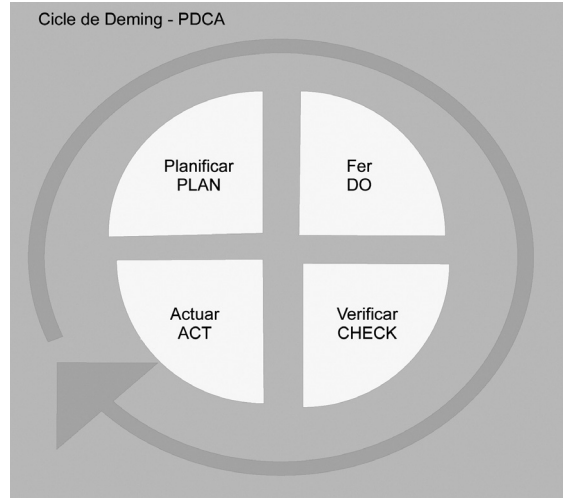 Cicle de Deming - PDCA
Planificar
PLAN
Fer
DO
Actuar
ACT
Verificar
CHECK